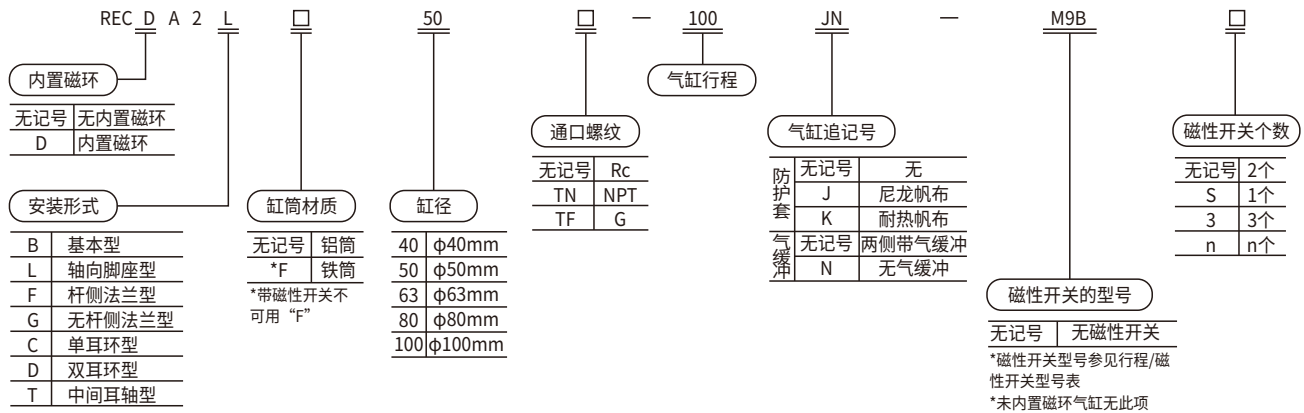 REC D A 2 L □ 50 □ — 100 JN — M9B □
内置磁环
无记号 无内置磁环
D 内置磁环
安装形式
B 基本型
L 轴向脚座型
F 杆侧法兰型
G 无杆侧法兰型
C 单耳环型
D 双耳环型
T 中间耳轴型
缸筒材质
无记号 铝筒
*F 铁筒
*带磁性开关不
可用“F”
缸径
40 ϕ40mm
50 ϕ50mm
63 ϕ63mm
80 ϕ80mm
100 ϕ100mm
通口螺纹
无记号 Rc
TN NPT
TF G
气缸行程
气缸追记号
防护套
无记号 无
J 尼龙帆布
K 耐热帆布
气缓冲
无记号 两侧带气缓冲
N 无气缓冲
磁性开关的型号
无记号 无磁性开关
*磁性开关型号参见行程/磁
性开关型号表
*未内置磁环气缸无此项
磁性开关个数
无记号 2个
S 1个
3 3个
n n个